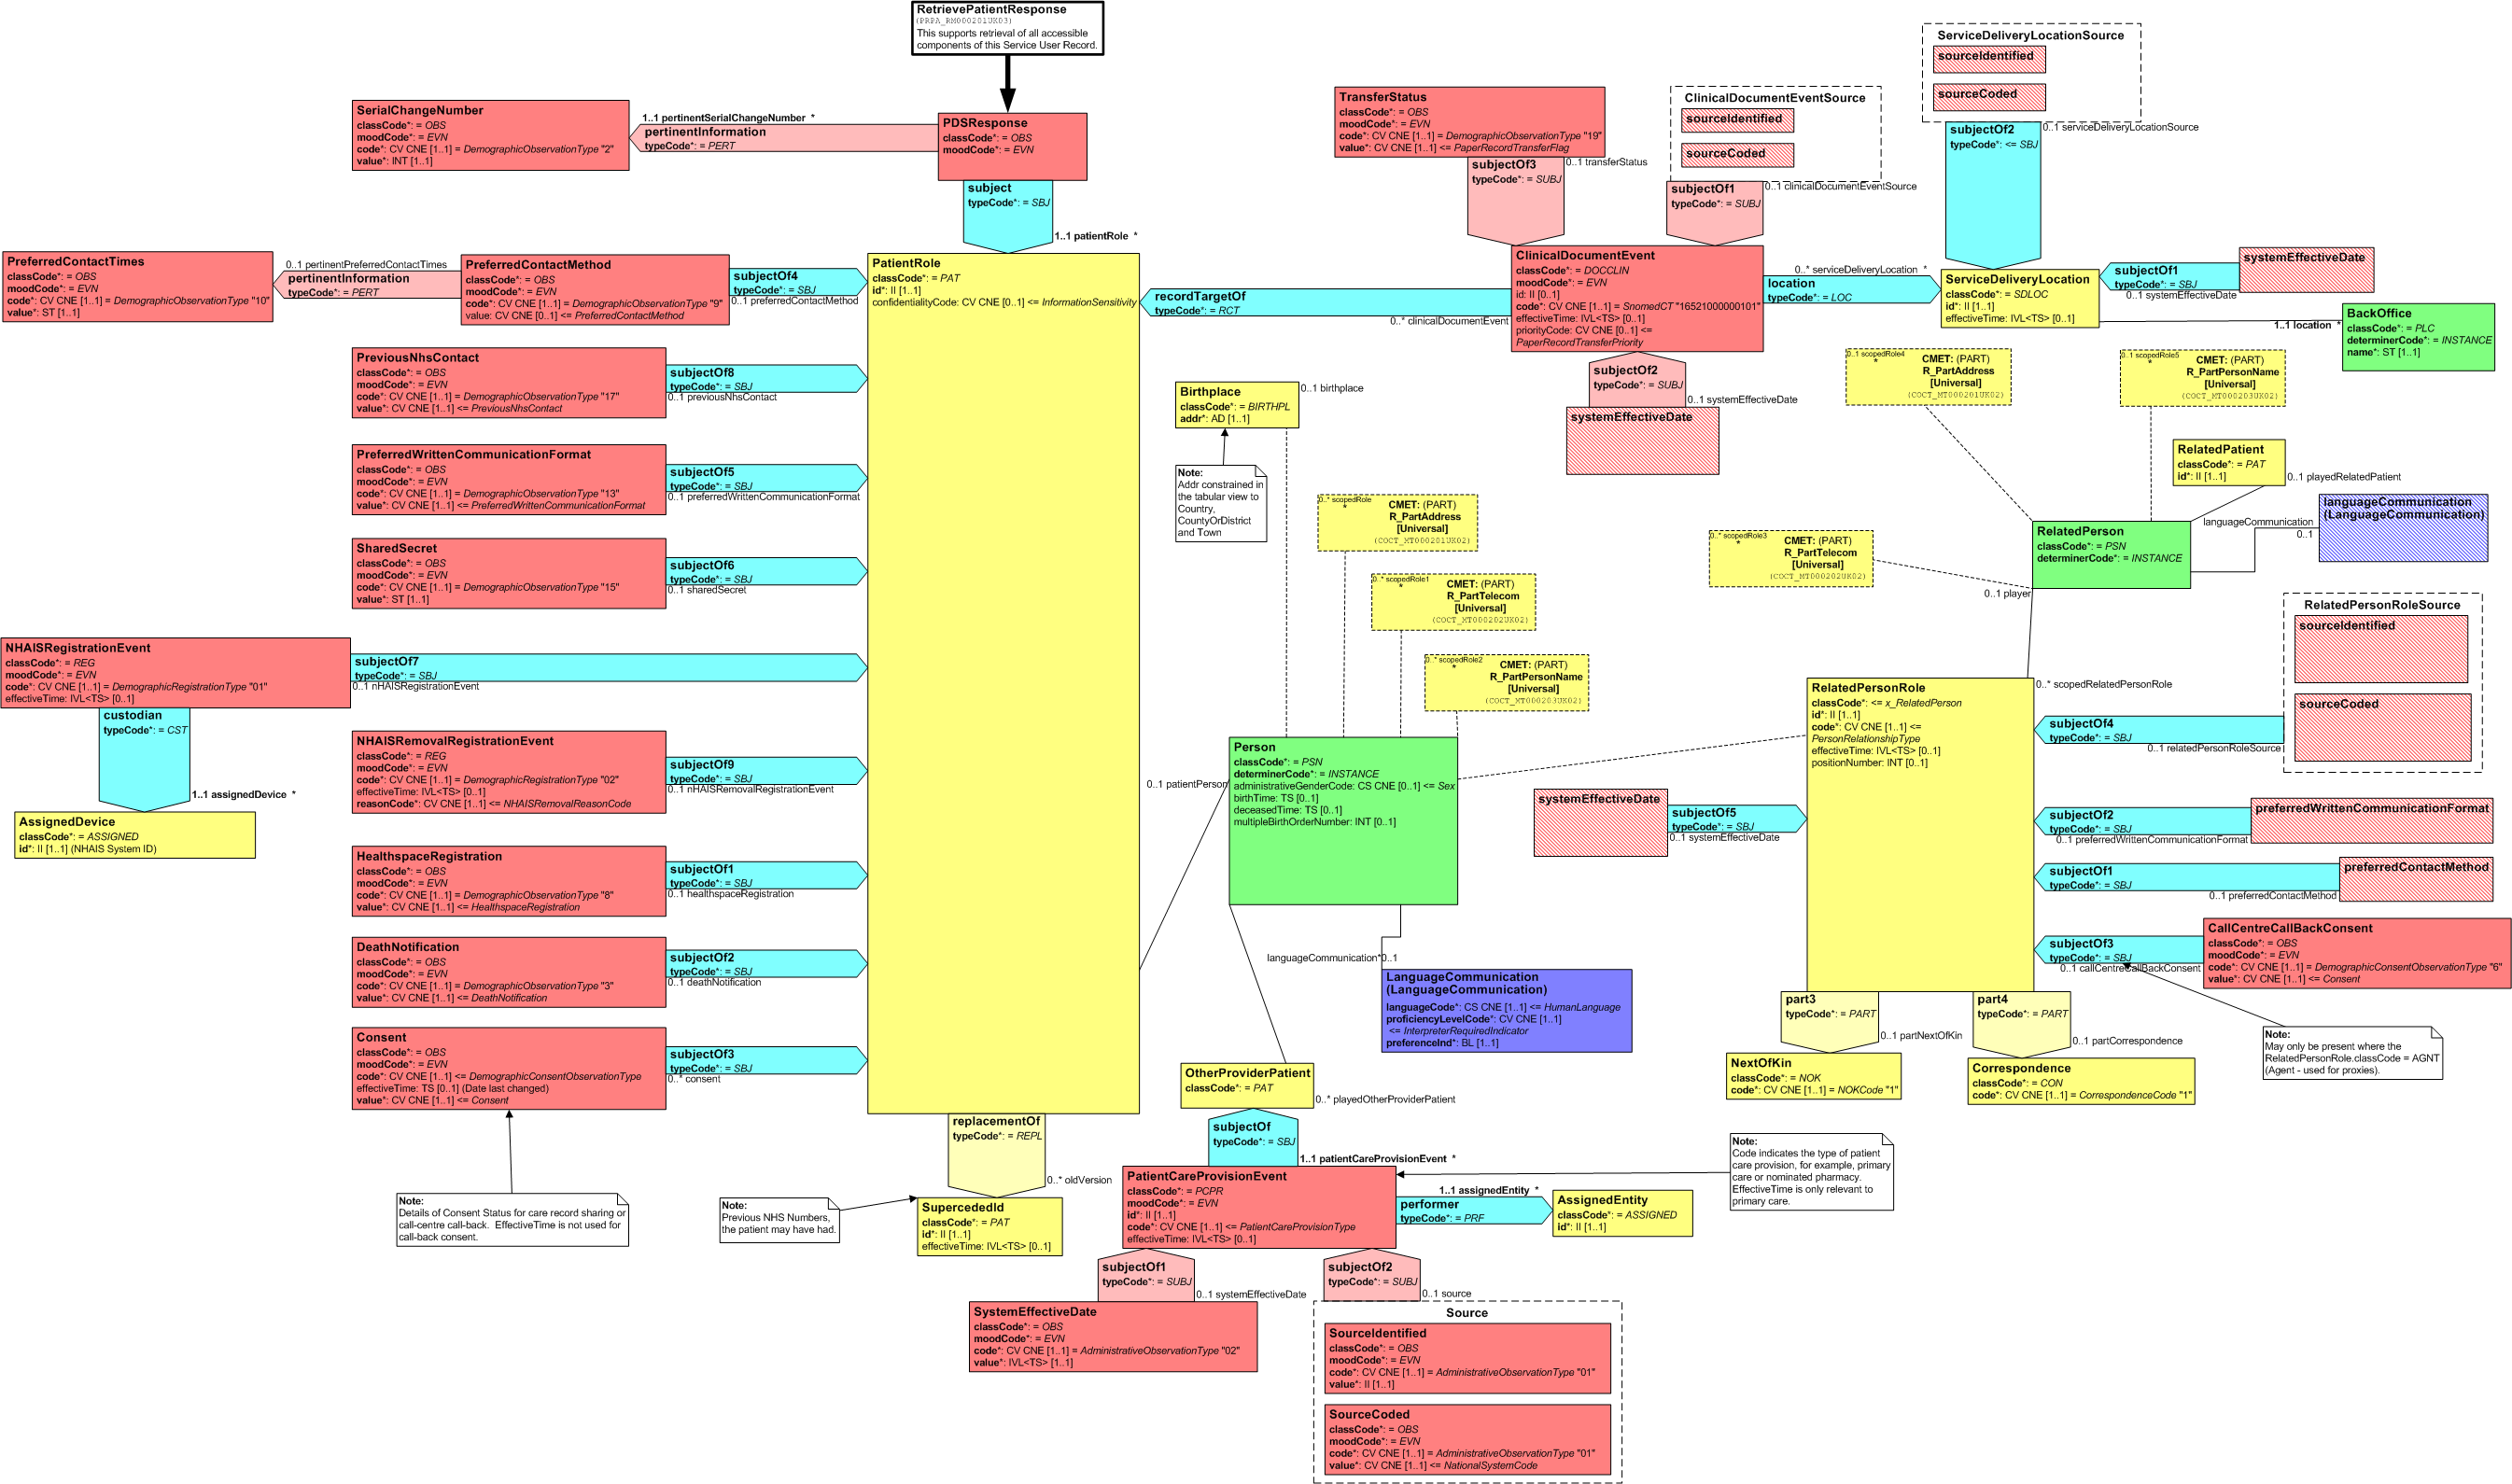 RetrievePatientResponse
(PRPA_RM000201UK03)
This supports retrieval of all accessible
components of this Service User Record.
SerialChangeNumber
classCode*: = OBS
moodCode*: = EVN
code*: CV CNE [1..1] = DemographicObservationType "2"
value*: INT [1..1]
1..1 pertinentSerialChangeNumber *
pertinentInformation
typeCode*: = PERT
PDSResponse
classCode*: = OBS
moodCode*: = EVN
subject
typeCode*: = SBJ
1..1 patientRole *
TransferStatus
classCode*: = OBS
moodCode*: = EVN
code*: CV CNE [1..1] = DemographicObservationType "19"
value*: CV CNE [1..1] <= PaperRecordTransferFlag
subjectOf3
typeCode*: = SUBJ
0..1 transferStatus
ClinicalDocumentEventSource
sourceIdentified
sourceCoded
subjectOf1
typeCode*: = SUBJ
0..1 clinicalDocumentEventSource
ServiceDeliveryLocationSource
sourceIdentified
sourceCoded
subjectOf2
typeCode*: <= SBJ
0..1 serviceDeliveryLocationSource
PreferredContactTimes
classCode*: = OBS
moodCode*: = EVN
code*: CV CNE [1..1] = DemographicObservationType "10"
value*: ST [1..1]
0..1 pertinentPreferredContactTimes
pertinentInformation
typeCode*: = PERT
PreferredContactMethod
classCode*: = OBS
moodCode*: = EVN
code*: CV CNE [1..1] = DemographicObservationType "9"
value: CV CNE [0..1] <= PreferredContactMethod
subjectOf4
typeCode*: = SBJ
0..1 preferredContactMethod
PatientRole
classCode*: = PAT
id*: II [1..1]
confidentialityCode: CV CNE [0..1] <= InformationSensitivity
recordTargetOf
typeCode*: = RCT
0..* clinicalDocumentEvent
ClinicalDocumentEvent
classCode*: = DOCCLIN
moodCode*: = EVN
id: II [0..1]
code*: CV CNE [1..1] = SnomedCT "16521000000101"
effectiveTime: IVL<TS> [0..1]
priorityCode: CV CNE [0..1] <=
PaperRecordTransferPriority
0..* serviceDeliveryLocation *
location
typeCode*: = LOC
ServiceDeliveryLocation
classCode*: = SDLOC
id*: II [1..1]
effectiveTime: IVL<TS> [0..1]
subjectOf1
typeCode*: = SBJ
0..1 systemEffectiveDate
systemEffectiveDate
1..1 location *
BackOffice
classCode*: = PLC
determinerCode*: = INSTANCE
name*: ST [1..1]
subjectOf2
typeCode*: = SUBJ
0..1 systemEffectiveDate
systemEffectiveDate
PreviousNhsContact
classCode*: = OBS
moodCode*: = EVN
code*: CV CNE [1..1] = DemographicObservationType "17"
value*: CV CNE [1..1] <= PreviousNhsContact
subjectOf8
typeCode*: = SBJ
0..1 previousNhsContact
Birthplace
classCode*: = BIRTHPL
addr*: AD [1..1]
0..1 birthplace
Note:
Addr constrained in
the tabular view to
Country,
CountyOrDistrict
and Town
0..1 scopedRole4
*
CMET: (PART)
R_PartAddress
[Universal]
(COCT_MT000201UK02)
0..1 scopedRole5
*
CMET: (PART)
R_PartPersonName
[Universal]
(COCT_MT000203UK02)
RelatedPatient
classCode*: = PAT
id*: II [1..1]
0..1 playedRelatedPatient
languageCommunication
(LanguageCommunication)
languageCommunication
0..1
PreferredWrittenCommunicationFormat
classCode*: = OBS
moodCode*: = EVN
code*: CV CNE [1..1] = DemographicObservationType "13"
value*: CV CNE [1..1] <= PreferredWrittenCommunicationFormat
subjectOf5
typeCode*: = SBJ
0..1 preferredWrittenCommunicationFormat
0..* scopedRole
*
CMET: (PART)
R_PartAddress
[Universal]
(COCT_MT000201UK02)
0..* scopedRole3
*
CMET: (PART)
R_PartTelecom
[Universal]
(COCT_MT000202UK02)
RelatedPerson
classCode*: = PSN
determinerCode*: = INSTANCE
0..1 player
SharedSecret
classCode*: = OBS
moodCode*: = EVN
code*: CV CNE [1..1] = DemographicObservationType "15"
value*: ST [1..1]
subjectOf6
typeCode*: = SBJ
0..1 sharedSecret
0..* scopedRole1
*
CMET: (PART)
R_PartTelecom
[Universal]
(COCT_MT000202UK02)
0..* scopedRole2
*
CMET: (PART)
R_PartPersonName
[Universal]
(COCT_MT000203UK02)
RelatedPersonRoleSource
sourceIdentified
sourceCoded
NHAISRegistrationEvent
classCode*: = REG
moodCode*: = EVN
code*: CV CNE [1..1] = DemographicRegistrationType "01"
effectiveTime: IVL<TS> [0..1]
subjectOf7
typeCode*: = SBJ
0..1 nHAISRegistrationEvent
custodian
typeCode*: = CST
1..1 assignedDevice *
AssignedDevice
classCode*: = ASSIGNED
id*: II [1..1] (NHAIS System ID)
NHAISRemovalRegistrationEvent
classCode*: = REG
moodCode*: = EVN
code*: CV CNE [1..1] = DemographicRegistrationType "02"
effectiveTime: IVL<TS> [0..1]
reasonCode*: CV CNE [1..1] <= NHAISRemovalReasonCode
subjectOf9
typeCode*: = SBJ
0..1 nHAISRemovalRegistrationEvent
0..1 patientPerson
Person
classCode*: = PSN
determinerCode*: = INSTANCE
administrativeGenderCode: CS CNE [0..1] <= Sex
birthTime: TS [0..1]
deceasedTime: TS [0..1]
multipleBirthOrderNumber: INT [0..1]
0..* scopedRelatedPersonRole
RelatedPersonRole
classCode*: <= x_RelatedPerson
id*: II [1..1]
code*: CV CNE [1..1] <=
PersonRelationshipType
effectiveTime: IVL<TS> [0..1]
positionNumber: INT [0..1]
subjectOf4
typeCode*: = SBJ
0..1 relatedPersonRoleSource
systemEffectiveDate
subjectOf5
typeCode*: = SBJ
0..1 systemEffectiveDate
subjectOf2
typeCode*: = SBJ
0..1 preferredWrittenCommunicationFormat
preferredWrittenCommunicationFormat
subjectOf1
typeCode*: = SBJ
0..1 preferredContactMethod
preferredContactMethod
subjectOf3
typeCode*: = SBJ
0..1 callCentreCallBackConsent
CallCentreCallBackConsent
classCode*: = OBS
moodCode*: = EVN
code*: CV CNE [1..1] = DemographicConsentObservationType "6"
value*: CV CNE [1..1] <= Consent
HealthspaceRegistration
classCode*: = OBS
moodCode*: = EVN
code*: CV CNE [1..1] = DemographicObservationType "8"
value*: CV CNE [1..1] <= HealthspaceRegistration
subjectOf1
typeCode*: = SBJ
0..1 healthspaceRegistration
DeathNotification
classCode*: = OBS
moodCode*: = EVN
code*: CV CNE [1..1] = DemographicObservationType "3"
value*: CV CNE [1..1] <= DeathNotification
subjectOf2
typeCode*: = SBJ
0..1 deathNotification
languageCommunication*0..1
LanguageCommunication
(LanguageCommunication)
languageCode*: CS CNE [1..1] <= HumanLanguage
proficiencyLevelCode*: CV CNE [1..1]
<= InterpreterRequiredIndicator
preferenceInd*: BL [1..1]
part3
typeCode*: = PART
0..1 partNextOfKin
part4
typeCode*: = PART
0..1 partCorrespondence
NextOfKin
classCode*: = NOK
code*: CV CNE [1..1] = NOKCode "1"
Correspondence
classCode*: = CON
code*: CV CNE [1..1] = CorrespondenceCode "1"
Note:
May only be present where the
RelatedPersonRole.classCode = AGNT
(Agent - used for proxies).
Consent
classCode*: = OBS
moodCode*: = EVN
code*: CV CNE [1..1] <= DemographicConsentObservationType
effectiveTime: TS [0..1] (Date last changed)
value*: CV CNE [1..1] <= Consent
subjectOf3
typeCode*: = SBJ
0..* consent
OtherProviderPatient
classCode*: = PAT
0..* playedOtherProviderPatient
replacementOf
typeCode*: = REPL
0..* oldVersion
subjectOf
typeCode*: = SBJ
1..1 patientCareProvisionEvent *
Note:
Code indicates the type of patient
care provision, for example, primary
care or nominated pharmacy.
EffectiveTime is only relevant to
primary care.
Note:
Details of Consent Status for care record sharing or
call-centre call-back. EffectiveTime is not used for
call-back consent.
Note:
Previous NHS Numbers,
the patient may have had.
SupercededId
classCode*: = PAT
id*: II [1..1]
effectiveTime: IVL<TS> [0..1]
PatientCareProvisionEvent
classCode*: = PCPR
moodCode*: = EVN
id*: II [1..1]
code*: CV CNE [1..1] <= PatientCareProvisionType
effectiveTime: IVL<TS> [0..1]
1..1 assignedEntity *
performer
typeCode*: = PRF
AssignedEntity
classCode*: = ASSIGNED
id*: II [1..1]
subjectOf1
typeCode*: = SUBJ
0..1 systemEffectiveDate
subjectOf2
typeCode*: = SUBJ
0..1 source
SystemEffectiveDate
classCode*: = OBS
moodCode*: = EVN
code*: CV CNE [1..1] = AdministrativeObservationType "02"
value*: IVL<TS> [1..1]
Source
SourceIdentified
classCode*: = OBS
moodCode*: = EVN
code*: CV CNE [1..1] = AdministrativeObservationType "01"
value*: II [1..1]
SourceCoded
classCode*: = OBS
moodCode*: = EVN
code*: CV CNE [1..1] = AdministrativeObservationType "01"
value*: CV CNE [1..1] <= NationalSystemCode